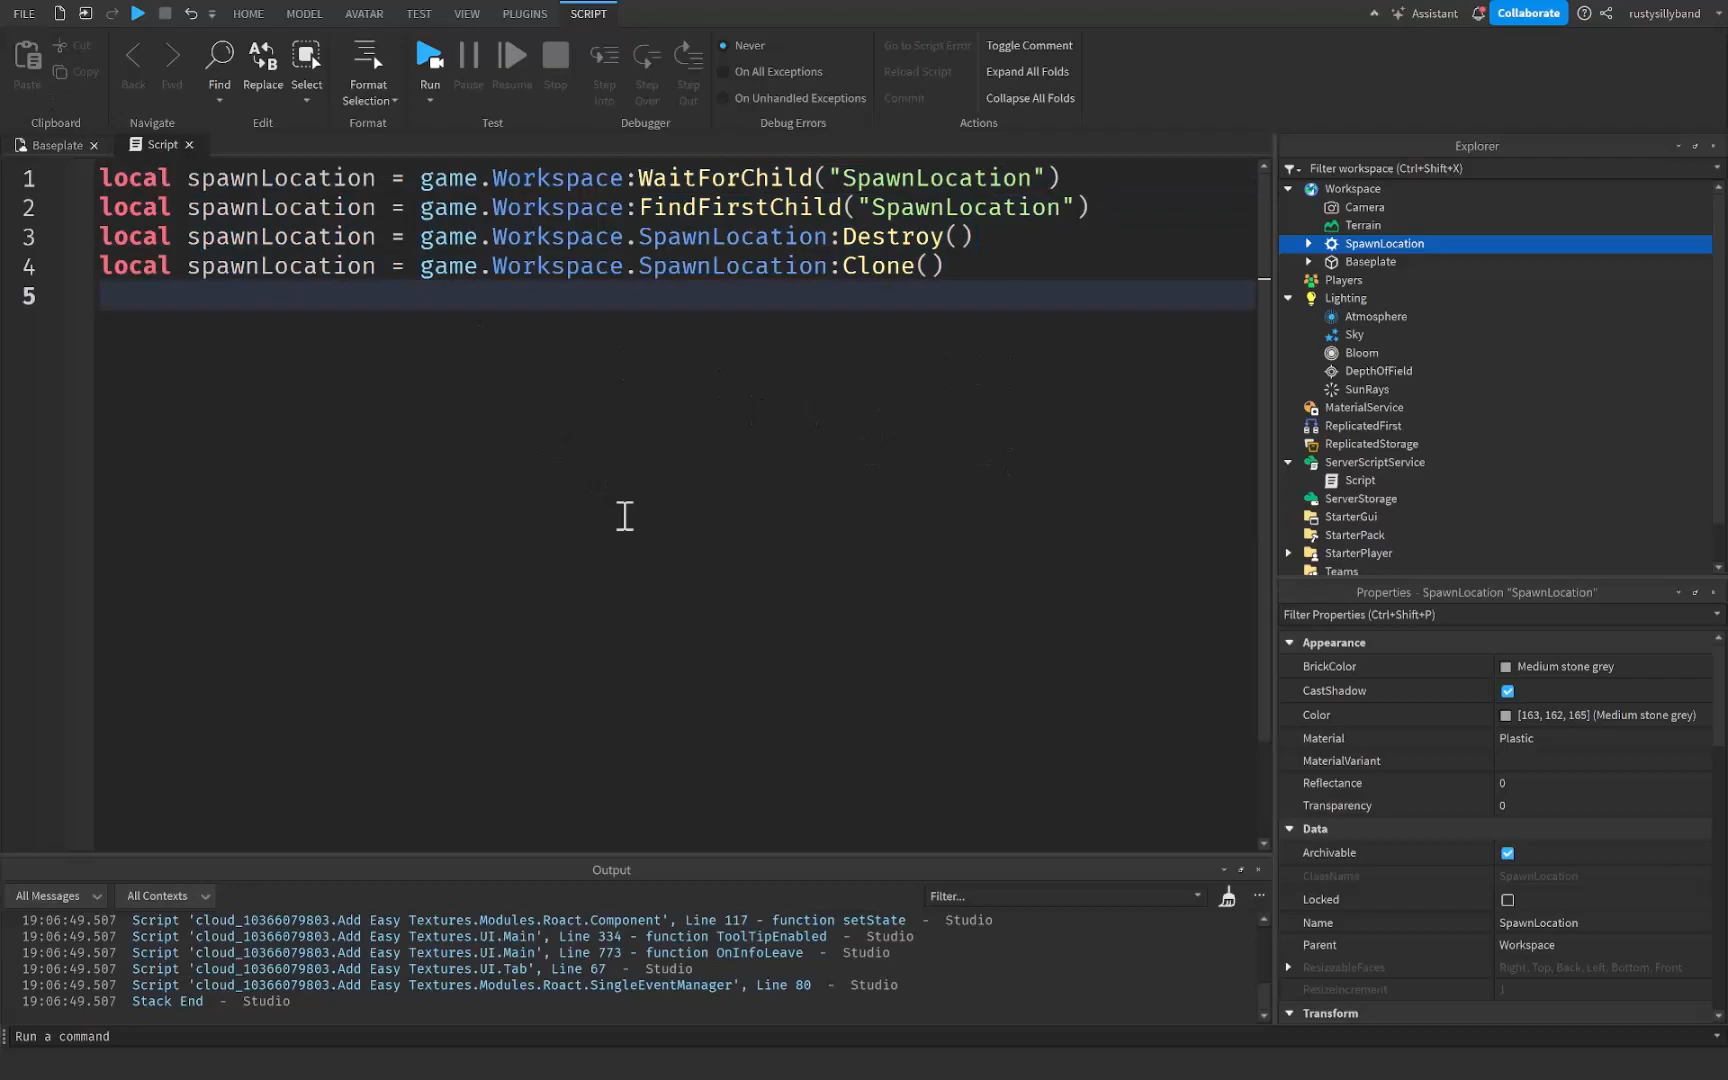 FILE HOME MODEL AVATAR TEST VIEW PLUGINS SCRIPT Assistant Collaborate rustysillyband
Paste Cut Copy
Clipboard
Back Fwd
Navigate
Find Replace Select
Edit
Format Selection
Format
Run Pause Resume Stop
Test
Step Into Step Over Step Out
Debugger
Never
On All Exceptions
On Unhandled Exceptions
Debug Errors
Go to Script Error
Reload Script
Commit
Toggle Comment
Expand All Folds
Collapse All Folds
Actions
Baseplate Script
1 local spawnLocation = game.Workspace:WaitForChild("SpawnLocation")
2 local spawnLocation = game.Workspace:FindFirstChild("SpawnLocation")
3 local spawnLocation = game.Workspace.SpawnLocation:Destroy()
4 local spawnLocation = game.Workspace.SpawnLocation:Clone()
5
Explorer
Filter workspace (Ctrl+Shift+X)
Workspace
Camera
Terrain
SpawnLocation
Baseplate
Players
Lighting
Atmosphere
Sky
Bloom
DepthOfField
SunRays
MaterialService
ReplicatedFirst
ReplicatedStorage
ServerScriptService
Script
ServerStorage
StarterGui
StarterPack
StarterPlayer
Teams
Properties - SpawnLocation "SpawnLocation"
Filter Properties (Ctrl+Shift+P)
Appearance
BrickColor Medium stone grey
CastShadow
Color [163, 162, 165] (Medium stone grey)
Material Plastic
MaterialVariant
Reflectance 0
Transparency 0
Data
Archivable
ClassName SpawnLocation
Locked
Name SpawnLocation
Parent Workspace
ResizeableFaces Right, Top, Back, Left, Bottom, Front
ResizeIncrement 1
Transform
Output
All Messages All Contexts Filter...
19:06:49.507 Script 'cloud_10366079803.Add Easy Textures.Modules.Roact.Component', Line 117 - function setState - Studio
19:06:49.507 Script 'cloud_10366079803.Add Easy Textures.UI.Main', Line 334 - function ToolTipEnabled - Studio
19:06:49.507 Script 'cloud_10366079803.Add Easy Textures.UI.Main', Line 773 - function OnInfoLeave - Studio
19:06:49.507 Script 'cloud_10366079803.Add Easy Textures.UI.Tab', Line 67 - Studio
19:06:49.507 Script 'cloud_10366079803.Add Easy Textures.Modules.Roact.SingleEventManager', Line 80 - Studio
19:06:49.507 Stack End - Studio
Run a command